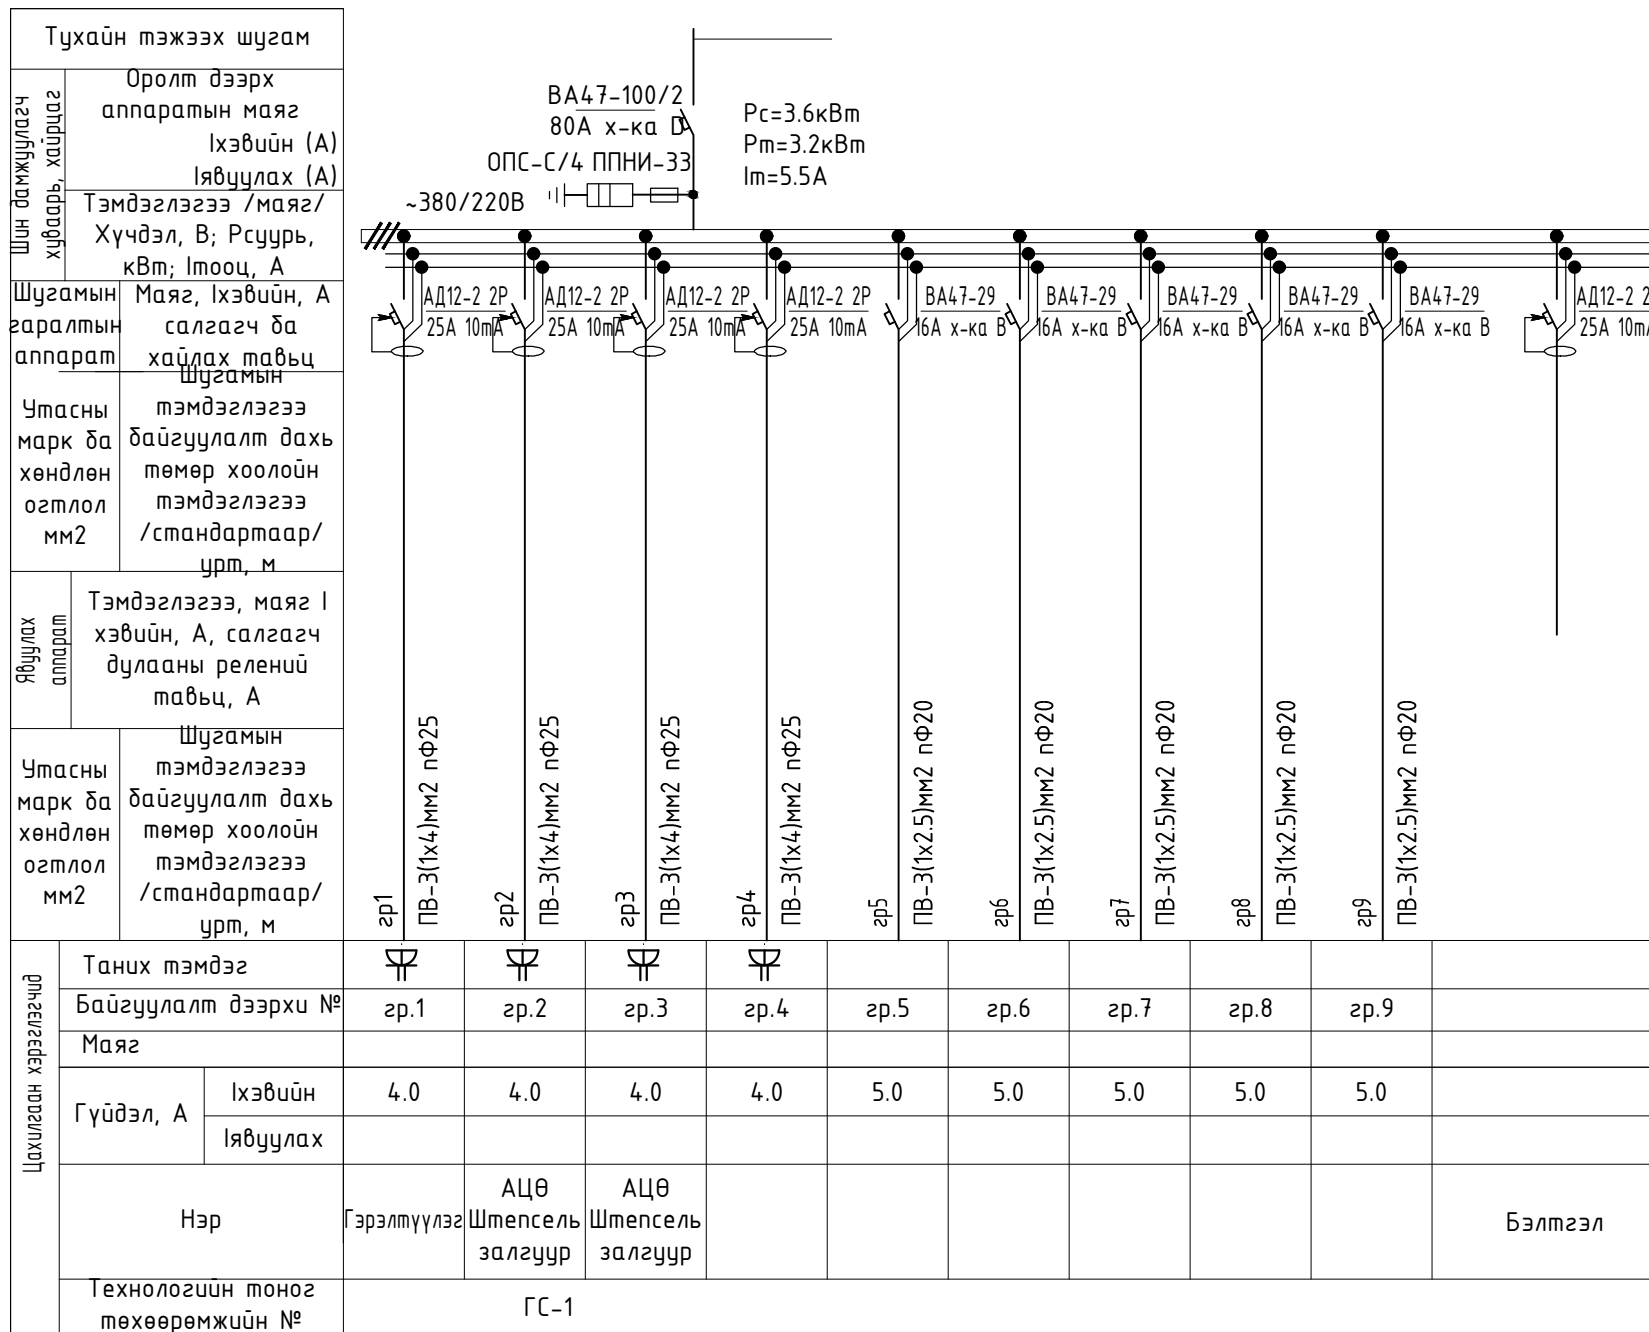 Тухайн тэжээх шугам
Шин дамжуулагч
хуваарь, хайрцаг
Оролт дээрх
аппаратын маяг
Iхэвийн (А)
Iявуулах (А)
Тэмдэглэгээ /маяг/
Хүчдэл, В; Рсуурь,
кВт; Iтооц, А
ВА47-100/2
80А х-ка D
ОПС-С/4 ППНИ-33
~380/220В
Рс=3.6кВт
Рт=3.2кВт
Iт=5.5А
Шугамын
гаралтын
аппарат
Маяг, Iхэвийн, А
салгагч ба
хайлах тавьц
АД12-2 2Р
25А 10mA
АД12-2 2Р
25А 10mA
АД12-2 2Р
25А 10mA
АД12-2 2Р
25А 10mA
ВА47-29
16А х-ка В
ВА47-29
16А х-ка В
ВА47-29
16А х-ка В
ВА47-29
16А х-ка В
ВА47-29
16А х-ка В
АД12-2 2
25А 10mA
Утасны
марк ба
хөндлөн
огтлол
мм2
Шугамын
тэмдэглэгээ
байгуулалт дахь
төмөр хоолойн
тэмдэглэгээ
/стандартаар/
урт, м
Явуулах
аппарат
Тэмдэглэгээ, маяг I
хэвийн, А, салгагч
дулааны релений
тавьц, А
Утасны
марк ба
хөндлөн
огтлол
мм2
Шугамын
тэмдэглэгээ
байгуулалт дахь
төмөр хоолойн
тэмдэглэгээ
/стандартаар/
урт, м
гр1
ПВ-3(1х4)мм2 пФ25
гр2
ПВ-3(1х4)мм2 пФ25
гр3
ПВ-3(1х4)мм2 пФ25
гр4
ПВ-3(1х4)мм2 пФ25
гр5
ПВ-3(1х2.5)мм2 пФ20
гр6
ПВ-3(1х2.5)мм2 пФ20
гр7
ПВ-3(1х2.5)мм2 пФ20
гр8
ПВ-3(1х2.5)мм2 пФ20
гр9
ПВ-3(1х2.5)мм2 пФ20
Цахилгаан хэрэглэгчид
Таних тэмдэг
Байгуулалт дээрхи № гр.1 гр.2 гр.3 гр.4 гр.5 гр.6 гр.7 гр.8 гр.9
Маяг
Гүйдэл, А
Iхэвийн 4.0 4.0 4.0 4.0 5.0 5.0 5.0 5.0 5.0
Iявуулах
Нэр
Гэрэлтүүлэг
АЦӨ
Штепсель
залгуур
АЦӨ
Штепсель
залгуур
Бэлтгэл
Технологийн тоног
төхөөрөмжийн №
ГС-1